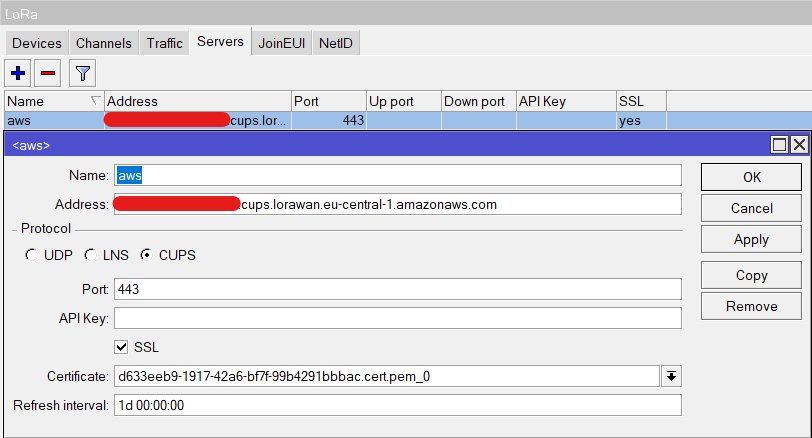 LoRa
Devices Channels Traffic Servers JoinEUI NetID
Name Address Port Up port Down port API Key SSL
aws cups.lor... 443 yes
<aws>
Name: aws OK
Address: cups.lorawan.eu-central-1.amazonaws.com Cancel
Protocol Apply
UDP LNS CUPS Copy
Port: 443 Remove
API Key:
SSL
Certificate: d633eeb9-1917-42a6-bf7f-99b4291bbbac.cert.pem_0
Refresh interval: 1d 00:00:00